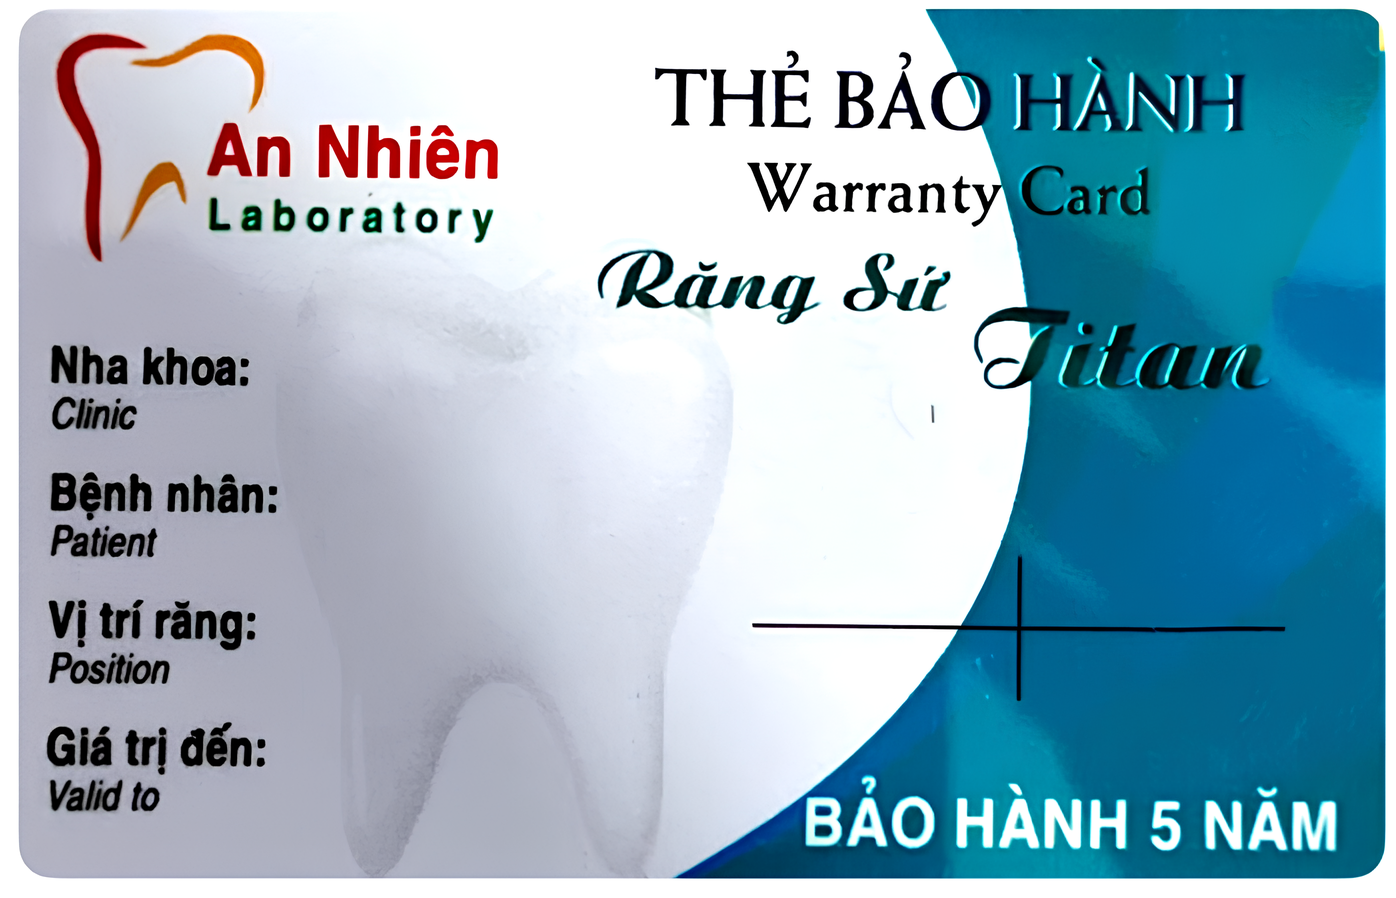 An Nhiên
Laboratory
THẺ BẢO HÀNH
Warranty Card
Răng Sứ
Titan
Nha khoa:
Clinic
Bệnh nhân:
Patient
Vị trí răng:
Position
Giá trị đến:
Valid to
BẢO HÀNH 5 NĂM